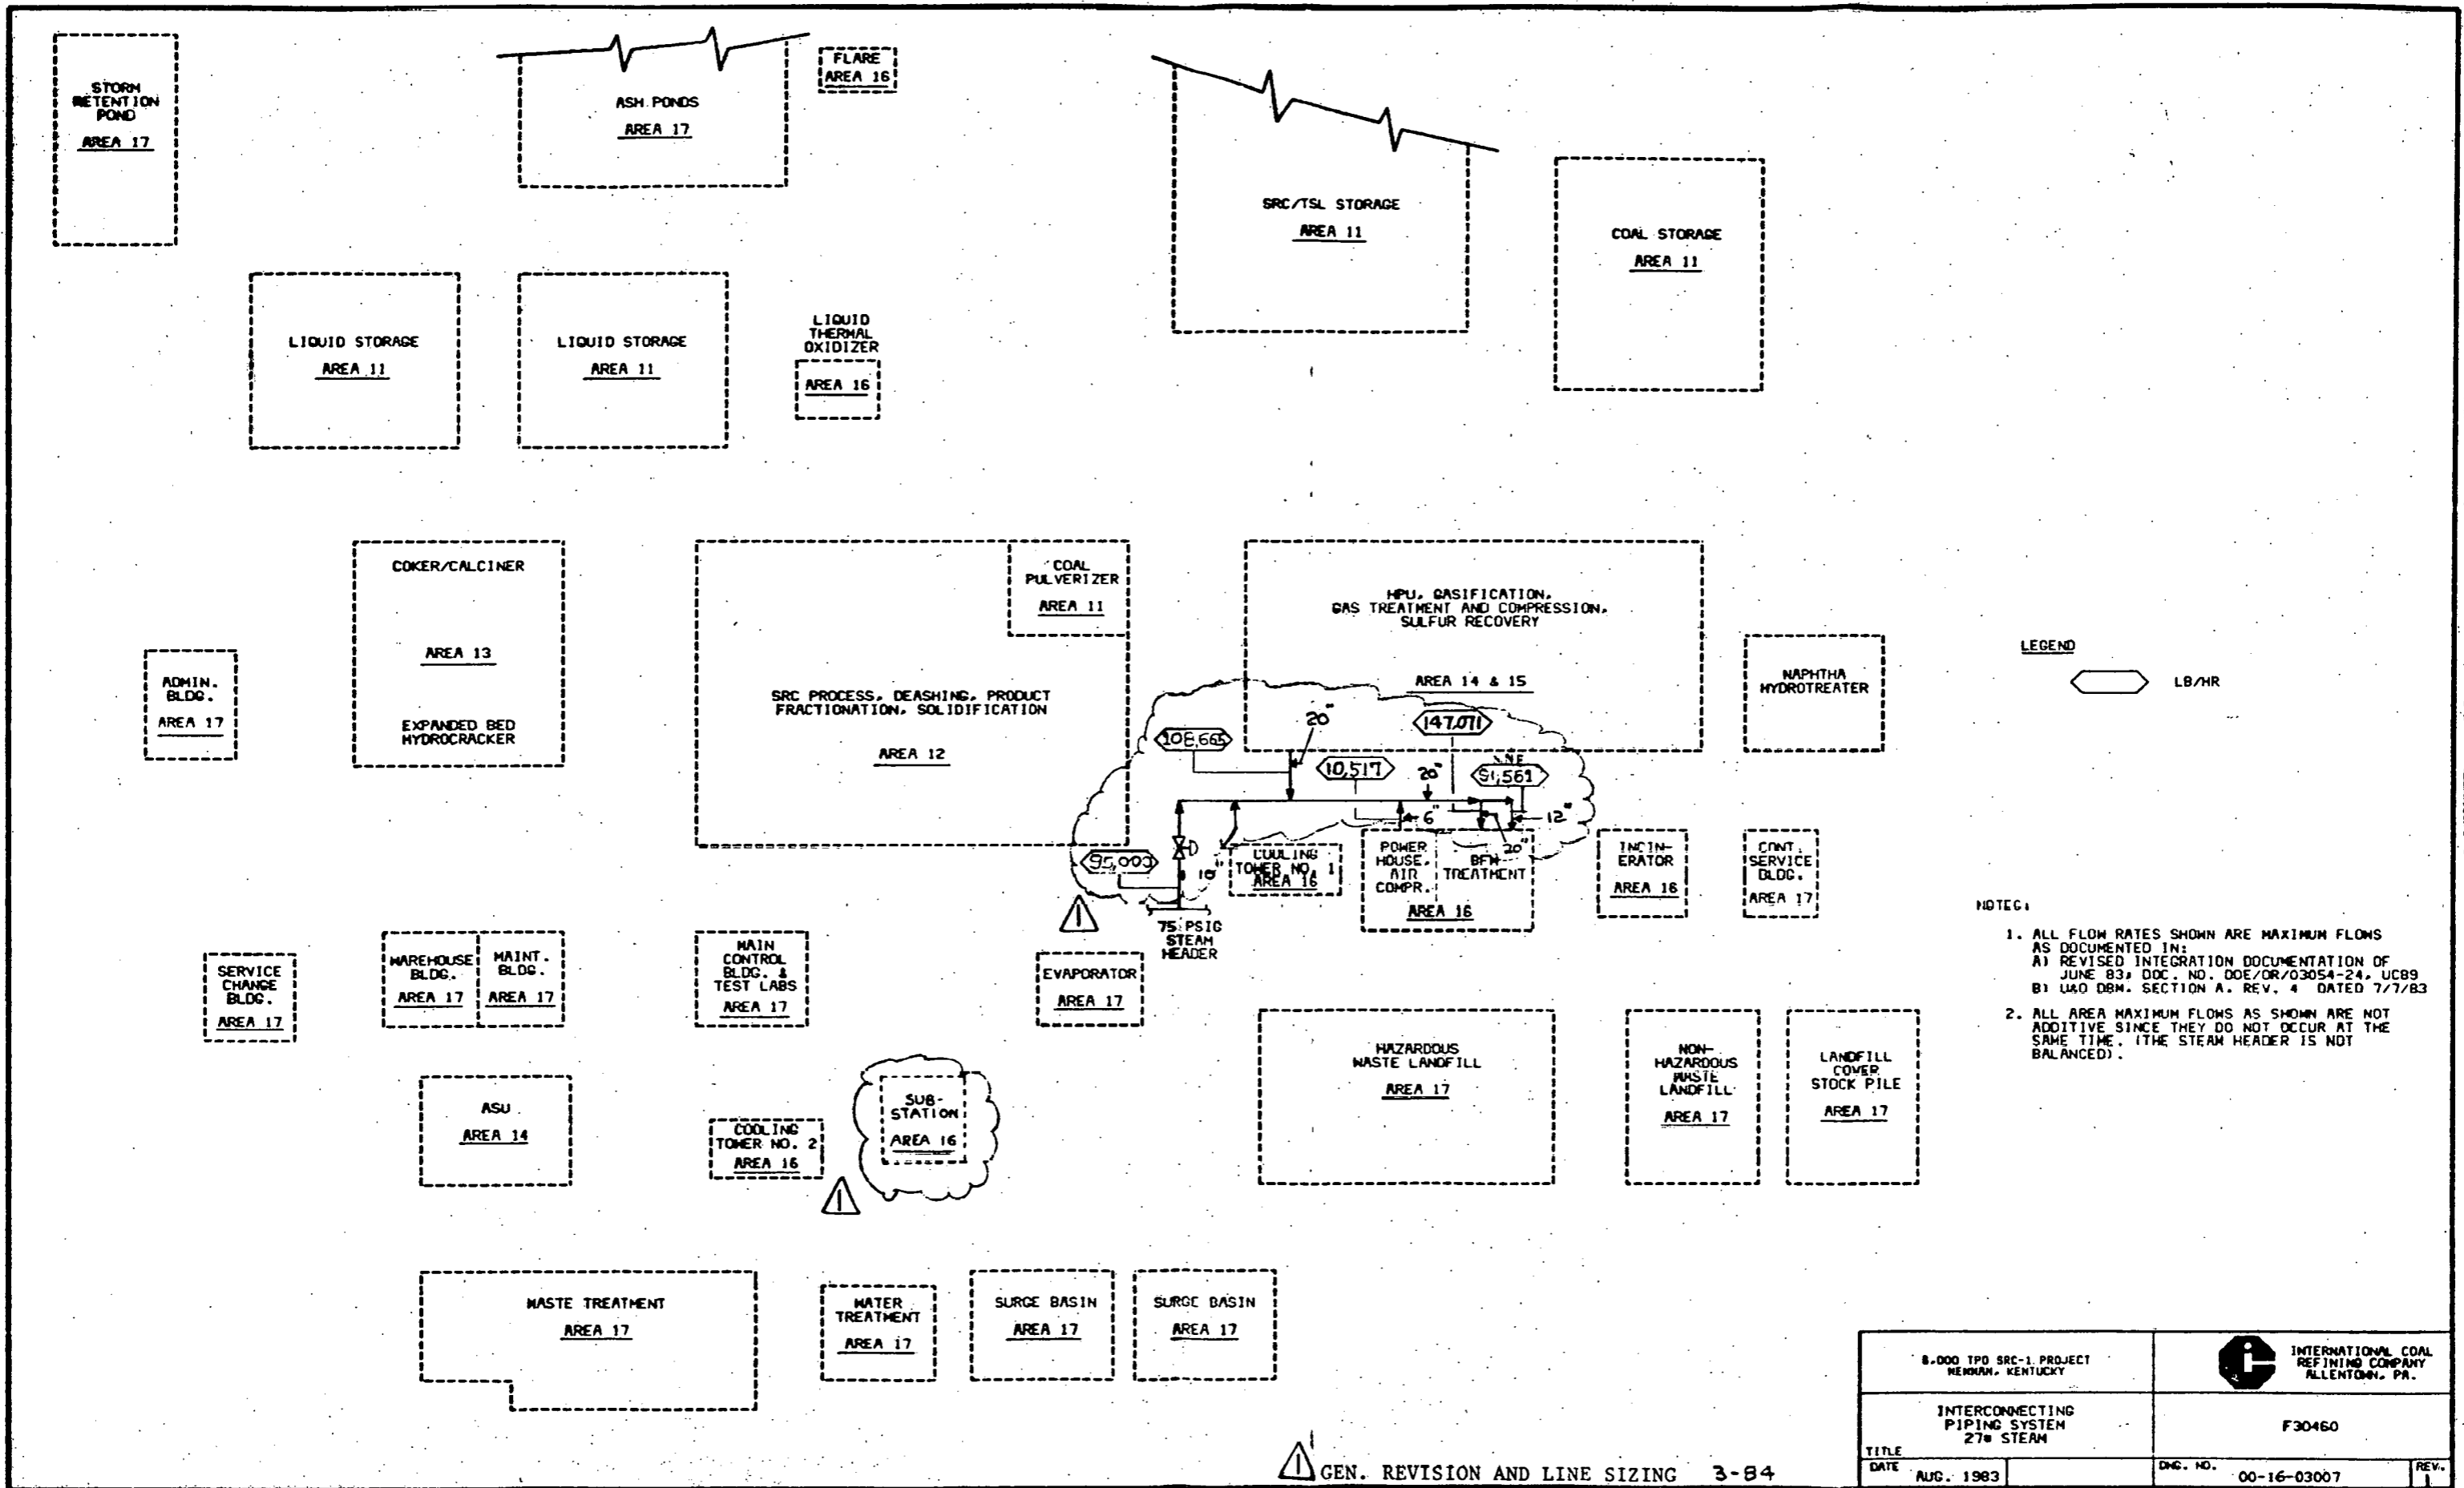 STORM
RETENTION
POND
AREA 17
ASH PONDS
AREA 17
FLARE
AREA 16
SRC/TSL STORAGE
AREA 11
COAL STORAGE
AREA 11
LIQUID STORAGE
AREA 11
LIQUID STORAGE
AREA 11
LIQUID
THERMAL
OXIDIZER
AREA 16
COKER/CALCINER
AREA 13
EXPANDED BED
HYDROCRACKER
COAL
PULVERIZER
AREA 11
SRC PROCESS, DEASHING, PRODUCT
FRACTIONATION, SOLIDIFICATION
AREA 12
HPU, GASIFICATION,
GAS TREATMENT AND COMPRESSION,
SULFUR RECOVERY
AREA 14 & 15
NAPHTHA
HYDROTREATER
LEGEND
LB/HR
ADMIN.
BLDG.
AREA 17
20"
147,071
108,665
10,517
20"
NNF
91,561
6"
12"
20"
95,000
10"
75 PSIG
STEAM
HEADER
COOLING
TOWER NO. 1
AREA 16
POWER
HOUSE,
AIR
COMPR.
BFW
TREATMENT
AREA 16
INCIN-
ERATOR
AREA 16
CONT.
SERVICE
BLDG.
AREA 17
NOTES:
1. ALL FLOW RATES SHOWN ARE MAXIMUM FLOWS
AS DOCUMENTED IN:
A) REVISED INTEGRATION DOCUMENTATION OF
JUNE 83, DOC. NO. DOE/OR/03054-24, UC89
B) U&O DBM. SECTION A. REV. 4 DATED 7/7/83
2. ALL AREA MAXIMUM FLOWS AS SHOWN ARE NOT
ADDITIVE SINCE THEY DO NOT OCCUR AT THE
SAME TIME. (THE STEAM HEADER IS NOT
BALANCED).
1
SERVICE
CHANGE
BLDG.
AREA 17
WAREHOUSE
BLDG.
AREA 17
MAINT.
BLDG.
AREA 17
MAIN
CONTROL
BLDG. &
TEST LABS
AREA 17
EVAPORATOR
AREA 17
HAZARDOUS
WASTE LANDFILL
AREA 17
NON-
HAZARDOUS
WASTE
LANDFILL
AREA 17
LANDFILL
COVER
STOCK PILE
AREA 17
ASU
AREA 14
COOLING
TOWER NO. 2
AREA 16
SUB-
STATION
AREA 16
1
WASTE TREATMENT
AREA 17
WATER
TREATMENT
AREA 17
SURGE BASIN
AREA 17
SURGE BASIN
AREA 17
1 GEN. REVISION AND LINE SIZING 3-84
TPD SRC-1 PROJECT
NEWMAN, KENTUCKY
INTERNATIONAL COAL
REFINING COMPANY
ALLENTOWN, PA.
INTERCONNECTING
PIPING SYSTEM
27# STEAM
TITLE
F30460
DATE AUG. 1983
DWG. NO. 00-16-03007
REV. 1